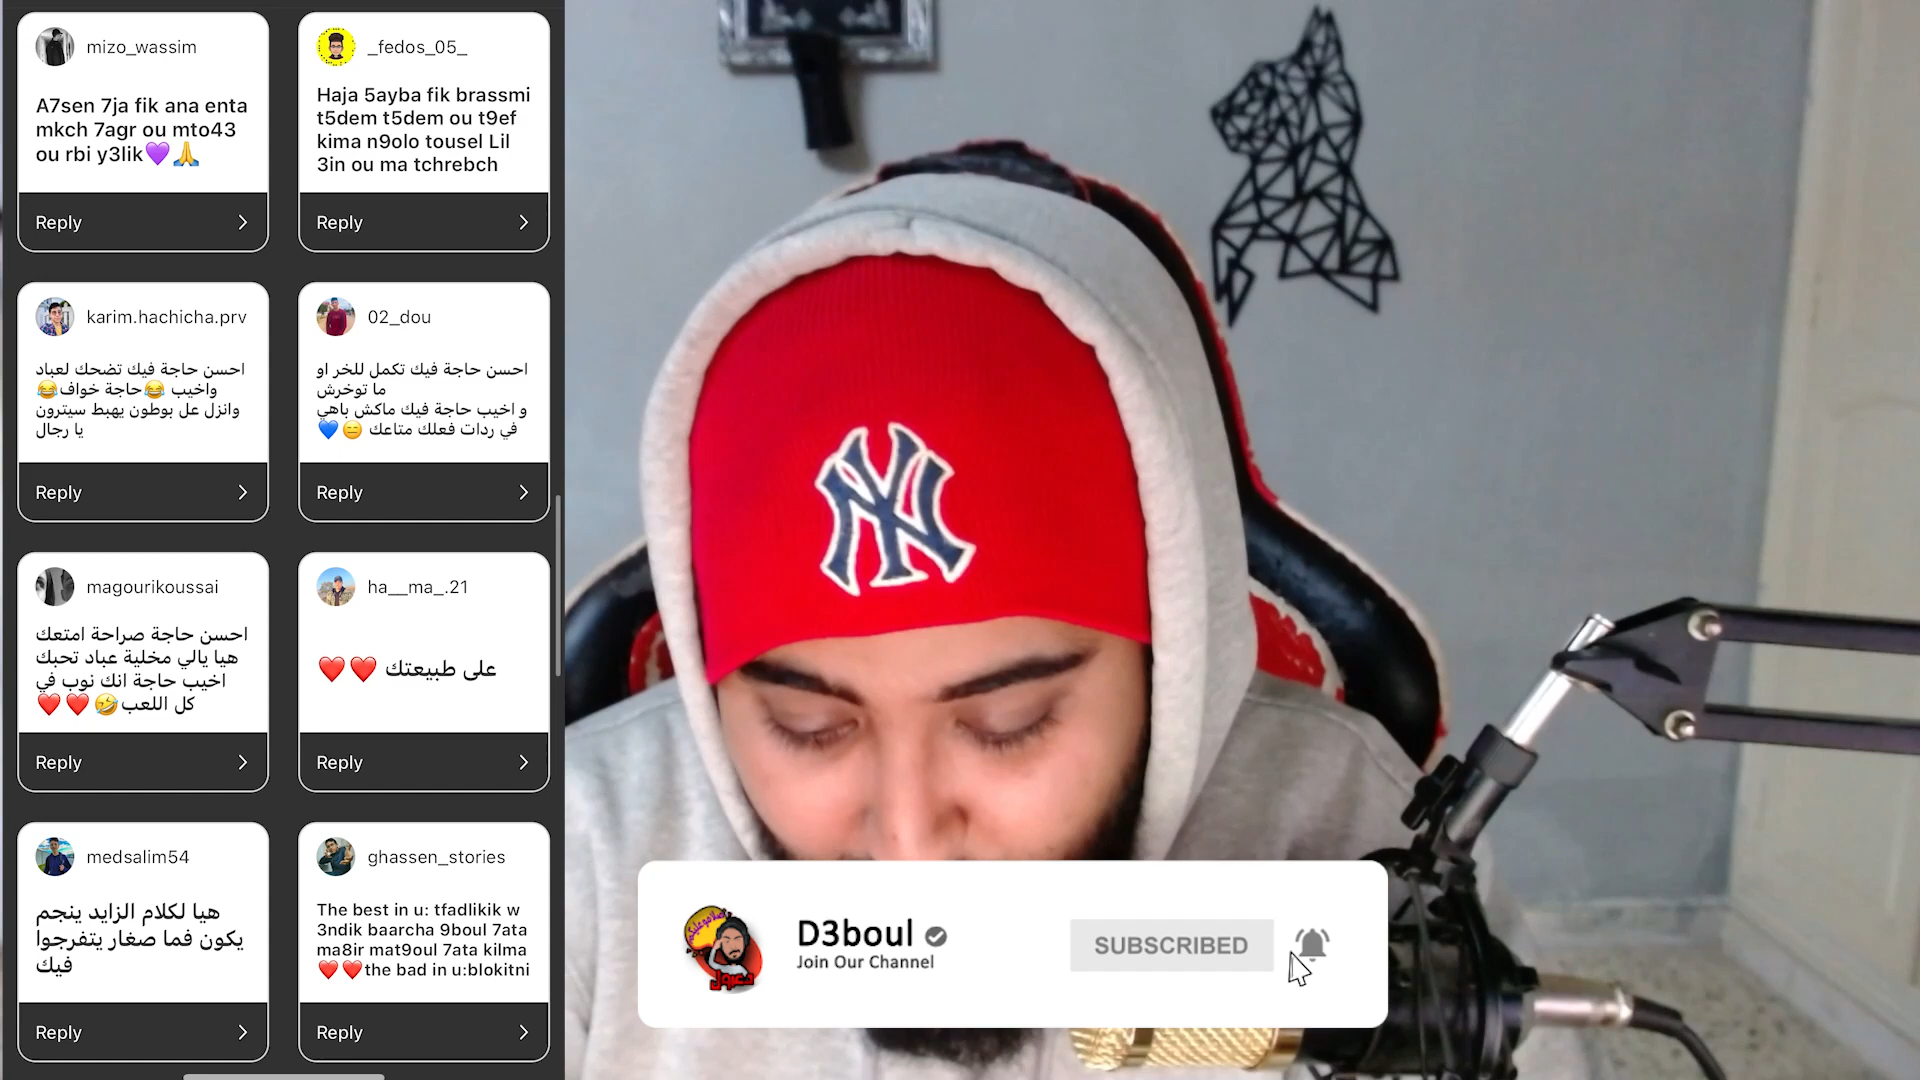 mizo_wassim
A7sen 7ja fik ana enta
mkch 7agr ou mto43
ou rbi y3lik💜🙏
Reply
_fedos_05_
Haja 5ayba fik brassmi
t5dem t5dem ou t9ef
kima n9olo tousel Lil
3in ou ma tchrebch
Reply
karim.hachicha.prv
احسن حاجة فيك تضحك لعباد
واخيب 😂حاجة خواف😂
وانزل عل بوطون يهبط سيترون
يا رجال
Reply
02_dou
احسن حاجة فيك تكمل للخر او
ما توخرش
و اخيب حاجة فيك ماكش باهي
في ردات فعلك متاعك 😑💙
Reply
magourikoussai
احسن حاجة صراحة امتعك
هيا يالي مخلية عباد تحبك
اخيب حاجة انك نوب في
كل اللعب🤣❤️❤️
Reply
ha__ma_.21
على طبيعتك ❤️❤️
Reply
medsalim54
هيا لكلام الزايد ينجم
يكون فما صغار يتفرجوا
فيك
Reply
ghassen_stories
The best in u: tfadlikik w
3ndik baarcha 9boul 7ata
ma8ir mat9oul 7ata kilma
❤️❤️the bad in u:blokitni
Reply
NY
دعبول
D3boul
Join Our Channel
SUBSCRIBED